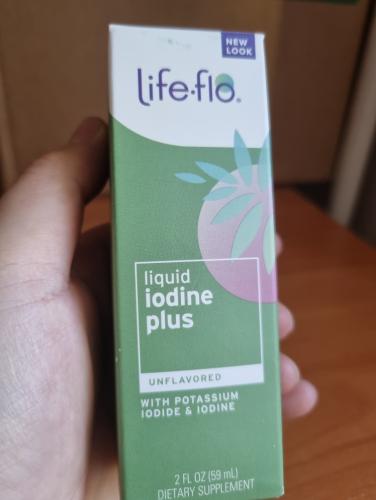 NEW
LOOK
life·flo®
liquid
iodine
plus
UNFLAVORED
WITH POTASSIUM
IODIDE & IODINE
2 FL OZ (59 mL)
DIETARY SUPPLEMENT